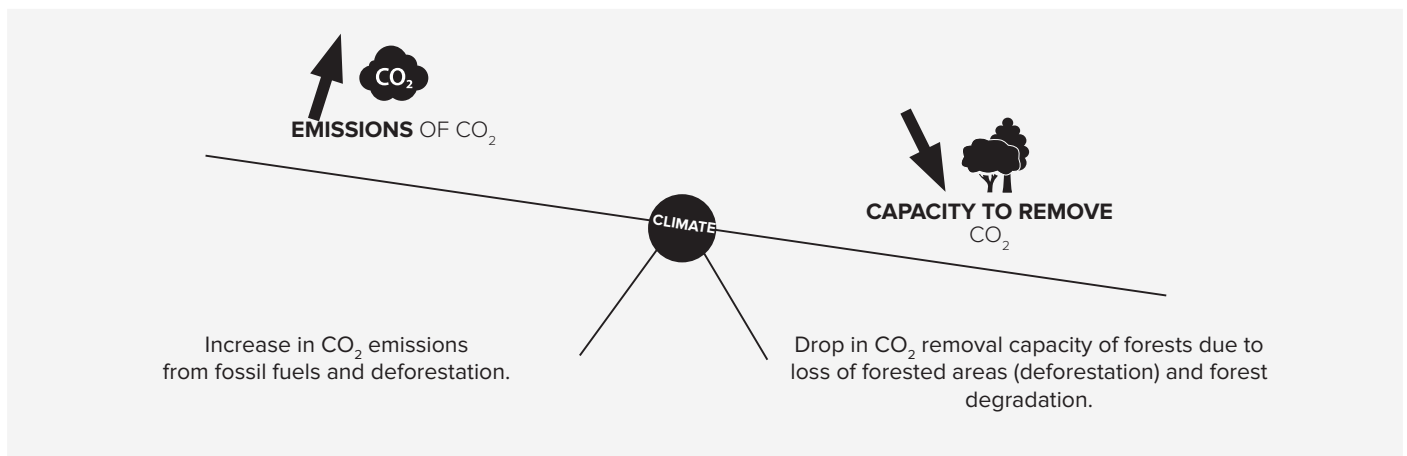 CO₂
EMISSIONS OF CO₂
CAPACITY TO REMOVE
CO₂
CLIMATE
Increase in CO₂ emissions
from fossil fuels and deforestation.
Drop in CO₂ removal capacity of forests due to
loss of forested areas (deforestation) and forest
degradation.